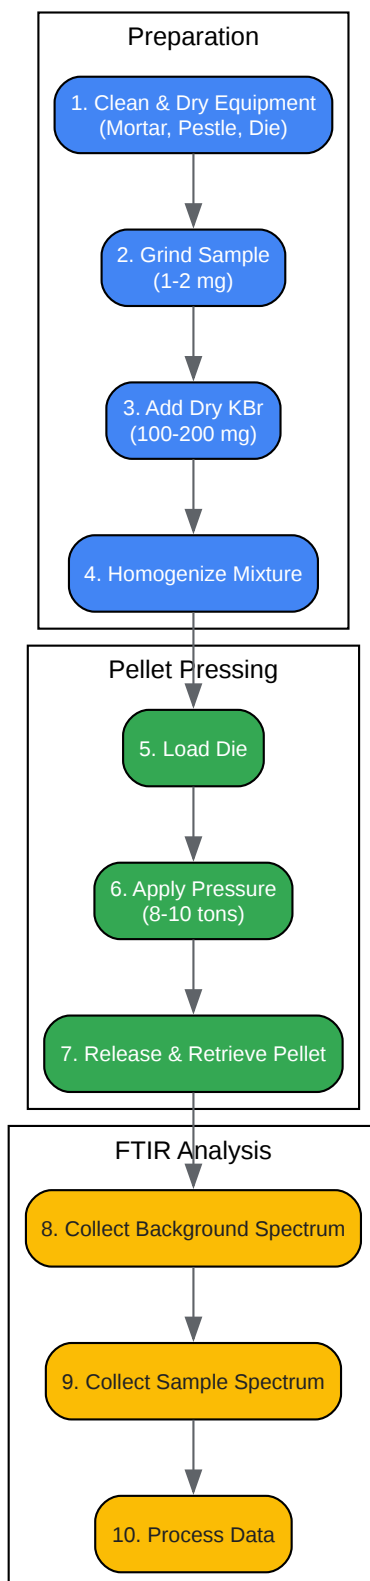 Preparation
1. Clean & Dry Equipment
(Mortar, Pestle, Die)
2. Grind Sample
(1-2 mg)
3. Add Dry KBr
(100-200 mg)
4. Homogenize Mixture
Pellet Pressing
5. Load Die
6. Apply Pressure
(8-10 tons)
7. Release & Retrieve Pellet
FTIR Analysis
8. Collect Background Spectrum
9. Collect Sample Spectrum
10. Process Data